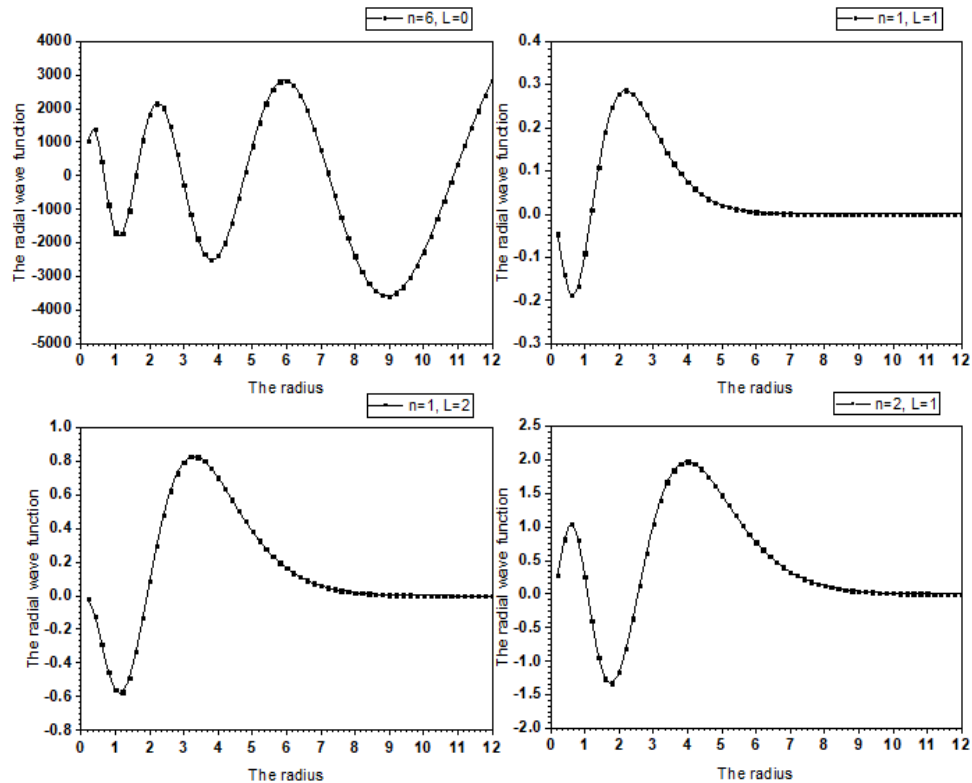 n=6, L=0
4000
3000
2000
1000
0
-1000
-2000
-3000
-4000
-5000
The radial wave function
0 1 2 3 4 5 6 7 8 9 10 11 12
The radius
n=1, L=1
0.4
0.3
0.2
0.1
0.0
-0.1
-0.2
-0.3
The radial wave function
0 1 2 3 4 5 6 7 8 9 10 11 12
The radius
n=1, L=2
1.0
0.8
0.6
0.4
0.2
0.0
-0.2
-0.4
-0.6
-0.8
The radial wave function
0 1 2 3 4 5 6 7 8 9 10 11 12
The radius
n=2, L=1
2.5
2.0
1.5
1.0
0.5
0.0
-0.5
-1.0
-1.5
-2.0
The radial wave function
0 1 2 3 4 5 6 7 8 9 10 11 12
The radius